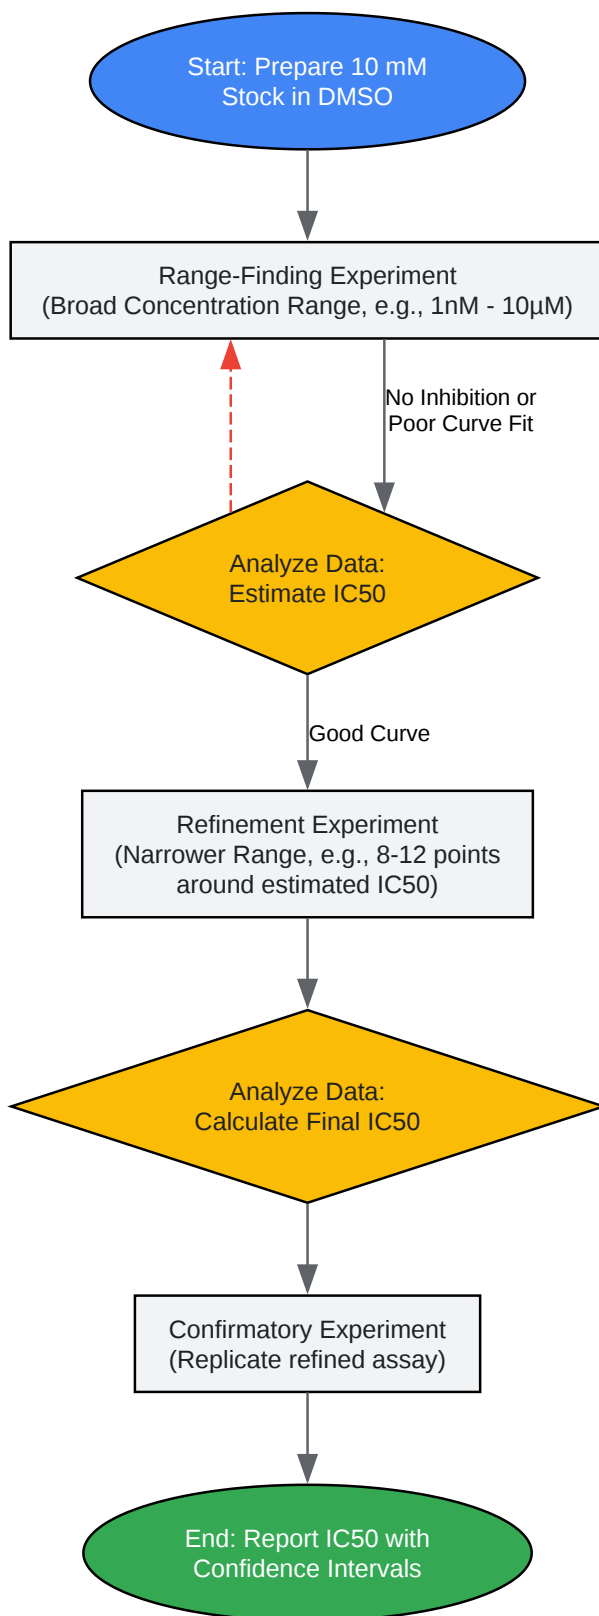 Start: Prepare 10 mM
Stock in DMSO
Range-Finding Experiment
(Broad Concentration Range, e.g., 1nM - 10µM)
No Inhibition or
Poor Curve Fit
Analyze Data:
Estimate IC50
Good Curve
Refinement Experiment
(Narrower Range, e.g., 8-12 points
around estimated IC50)
Analyze Data:
Calculate Final IC50
Confirmatory Experiment
(Replicate refined assay)
End: Report IC50 with
Confidence Intervals